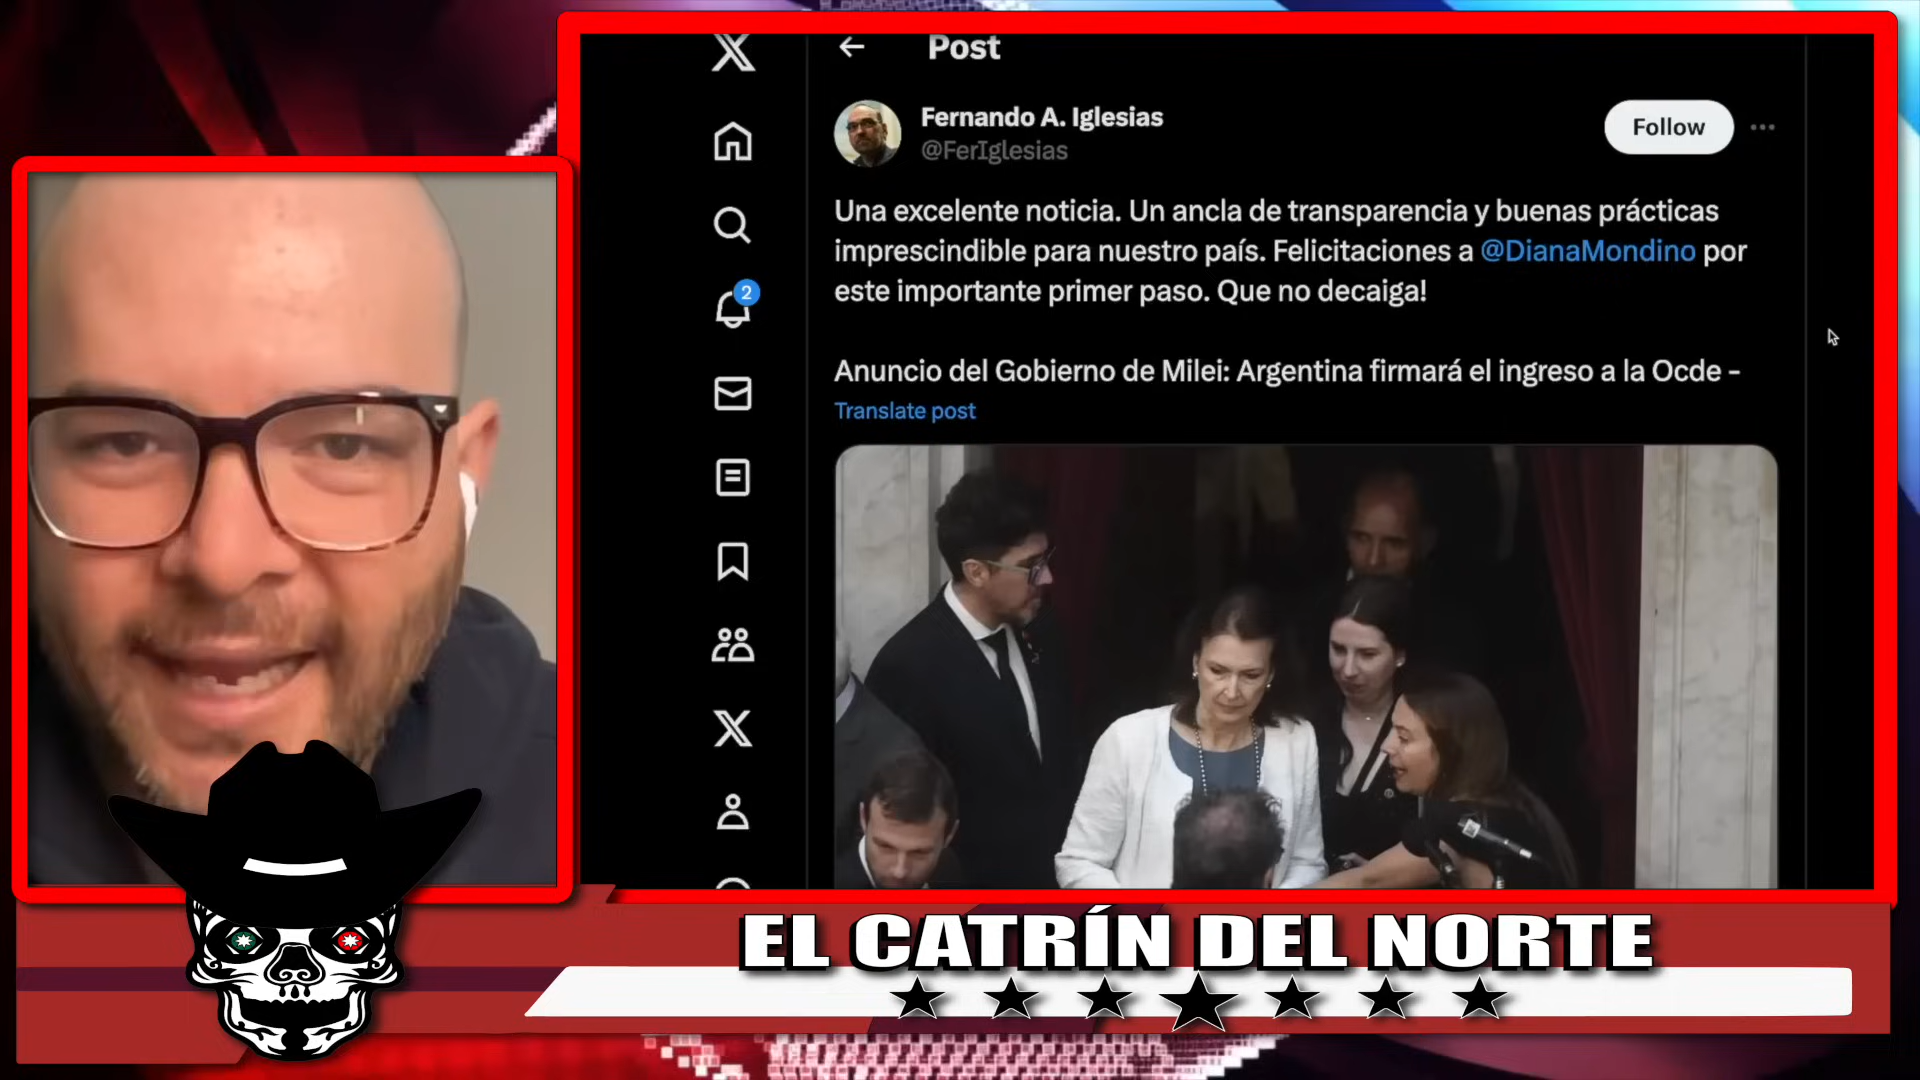 Post
Fernando A. Iglesias
@FerIglesias
Follow
Una excelente noticia. Un ancla de transparencia y buenas prácticas
imprescindible para nuestro país. Felicitaciones a @DianaMondino por
este importante primer paso. Que no decaiga!
Anuncio del Gobierno de Milei: Argentina firmará el ingreso a la Ocde -
Translate post
2
EL CATRÍN DEL NORTE